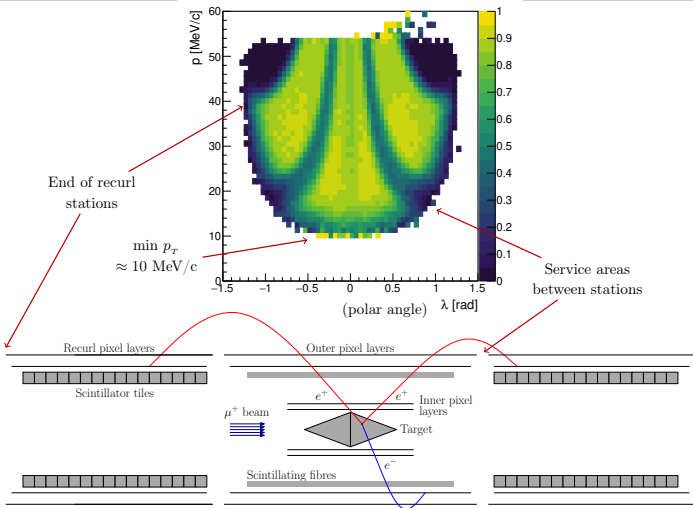 p [MeV/c]
60
50
40
30
20
10
0
−1.5
−1
−0.5
0
0.5
1
1.5
λ [rad]
(polar angle)
1
0.9
0.8
0.7
0.6
0.5
0.4
0.3
0.2
0.1
0
End of recurl
stations
min p_T
≈ 10 MeV/c
Service areas
between stations
Recurl pixel layers
Outer pixel layers
Scintillator tiles
e⁺
e⁺
Inner pixel
layers
μ⁺ beam
Target
e⁻
Scintillating fibres